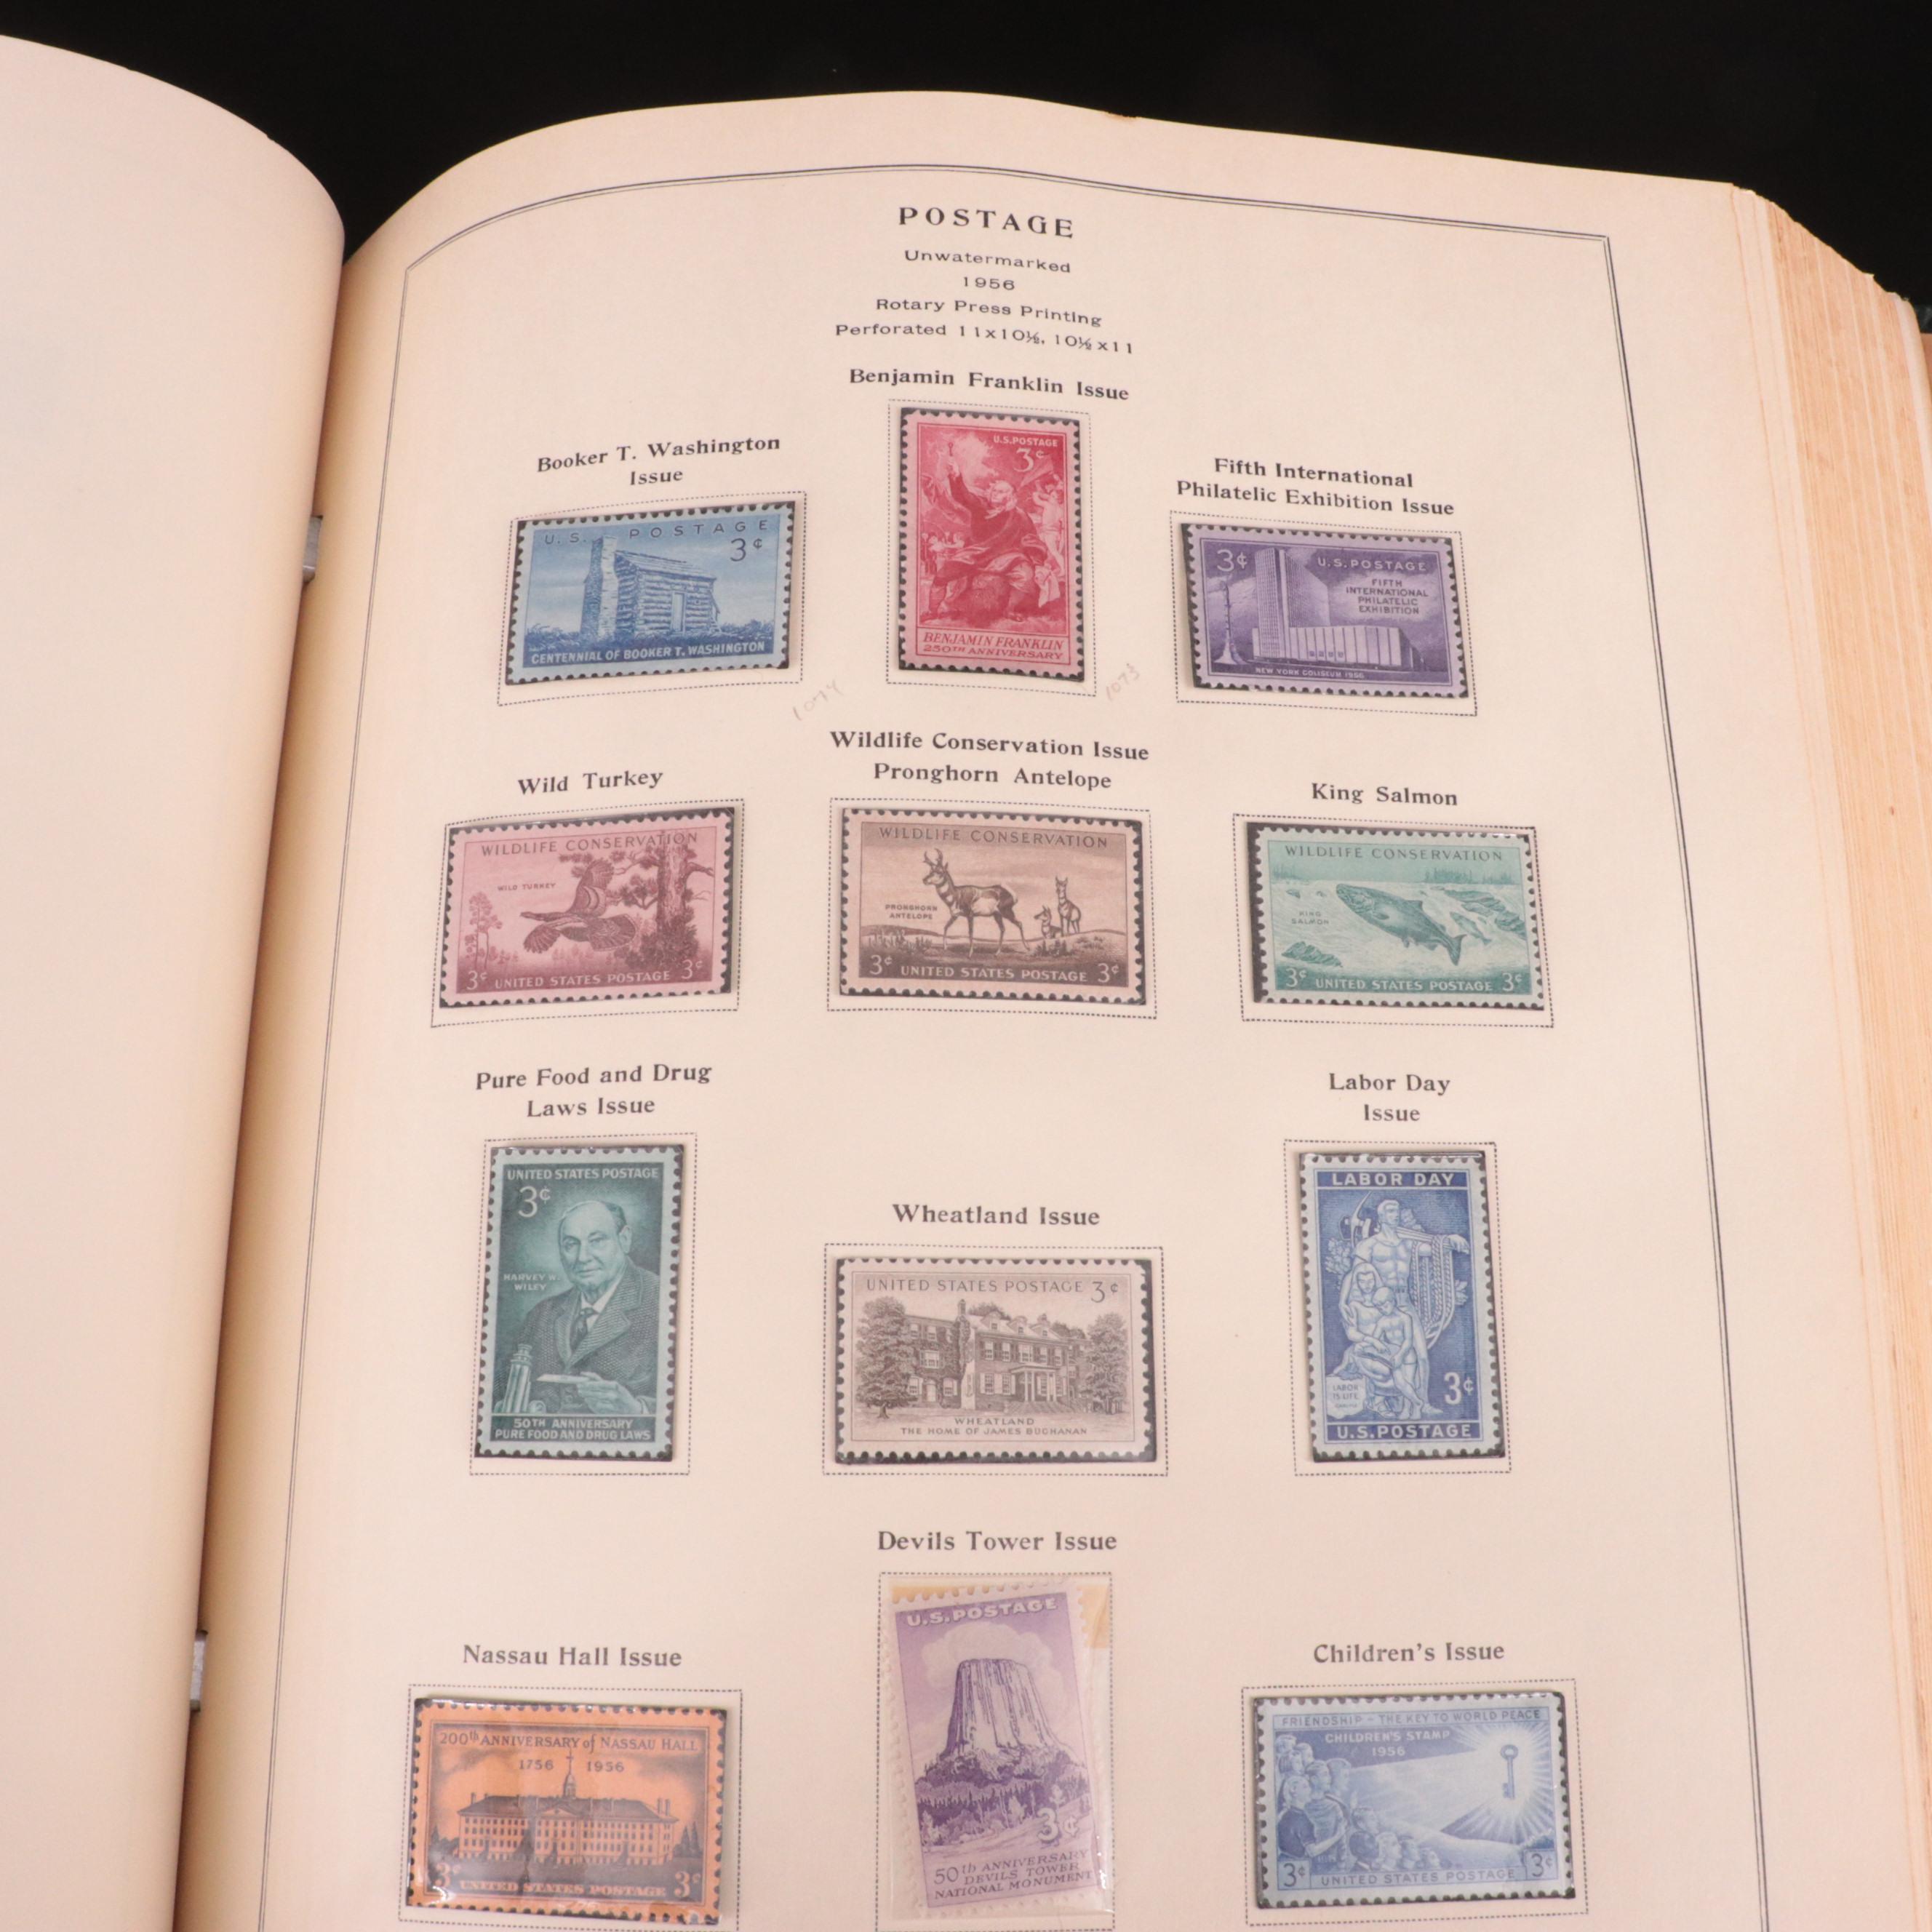 POSTAGE
Unwatermarked
1956
Rotary Press Printing
Perforated 11x10½, 10½x11
Benjamin Franklin Issue
Booker T. Washington
Issue
Fifth International
Philatelic Exhibition Issue
U.S. POSTAGE
3¢
CENTENNIAL OF BOOKER T. WASHINGTON
U.S. POSTAGE
3¢
BENJAMIN FRANKLIN
250TH ANNIVERSARY
3¢ U.S. POSTAGE
FIFTH
INTERNATIONAL
PHILATELIC
EXHIBITION
NEW YORK COLISEUM 1956
1074
1073
Wild Turkey
Wildlife Conservation Issue
Pronghorn Antelope
King Salmon
WILDLIFE CONSERVATION
WILD TURKEY
3¢ UNITED STATES POSTAGE 3¢
WILDLIFE CONSERVATION
PRONGHORN
ANTELOPE
3¢ UNITED STATES POSTAGE 3¢
WILDLIFE CONSERVATION
KING
SALMON
3¢ UNITED STATES POSTAGE 3¢
Pure Food and Drug
Laws Issue
Wheatland Issue
Labor Day
Issue
UNITED STATES POSTAGE
3¢
HARVEY W.
WILEY
50TH ANNIVERSARY
PURE FOOD AND DRUG LAWS
UNITED STATES POSTAGE 3¢
WHEATLAND
THE HOME OF JAMES BUCHANAN
LABOR DAY
LABOR
IS LIFE
3¢
U.S. POSTAGE
Nassau Hall Issue
Devils Tower Issue
Children's Issue
200th ANNIVERSARY of NASSAU HALL
1756 1956
3¢ UNITED STATES POSTAGE 3¢
U.S. POSTAGE
3¢
50th ANNIVERSARY
DEVILS TOWER
NATIONAL MONUMENT
FRIENDSHIP - THE KEY TO WORLD PEACE
CHILDREN'S STAMP
1956
3¢ UNITED STATES POSTAGE 3¢